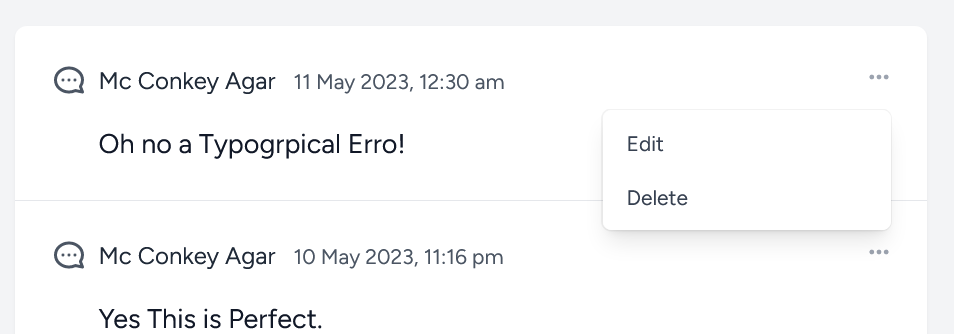 Mc Conkey Agar 11 May 2023, 12:30 am
Oh no a Typogrpical Erro!
Edit
Delete
Mc Conkey Agar 10 May 2023, 11:16 pm
Yes This is Perfect.